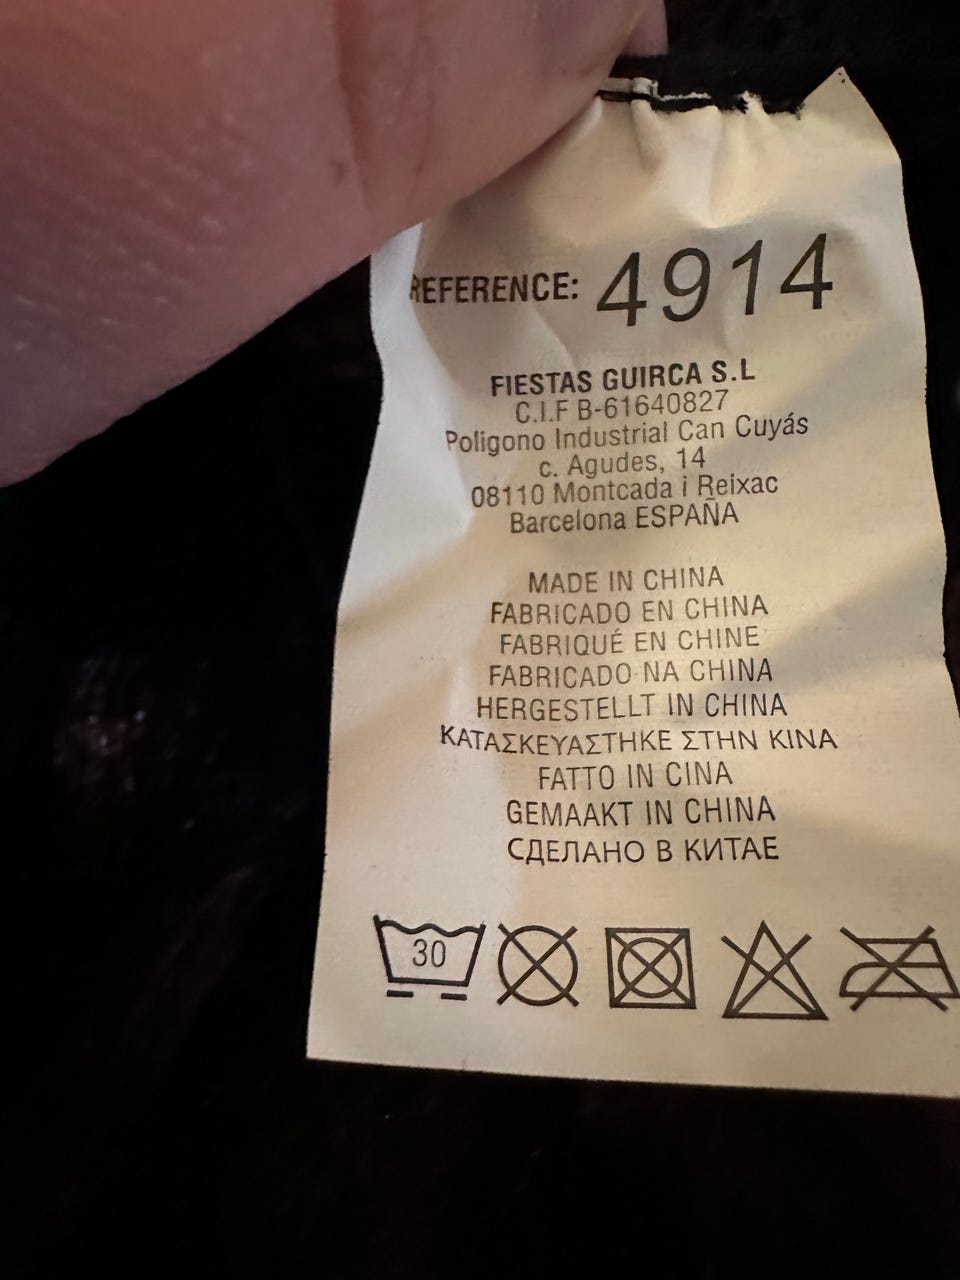 REFERENCE: 4914
FIESTAS GUIRCA S.L
C.I.F B-61640827
Poligono Industrial Can Cuyás
c. Agudes, 14
08110 Montcada i Reixac
Barcelona ESPAÑA
MADE IN CHINA
FABRICADO EN CHINA
FABRIQUÉ EN CHINE
FABRICADO NA CHINA
HERGESTELLT IN CHINA
ΚΑΤΑΣΚΕΥΑΣΤΗΚΕ ΣΤΗΝ ΚΙΝΑ
FATTO IN CINA
GEMAAKT IN CHINA
СДЕЛАНО В КИТАЕ
30